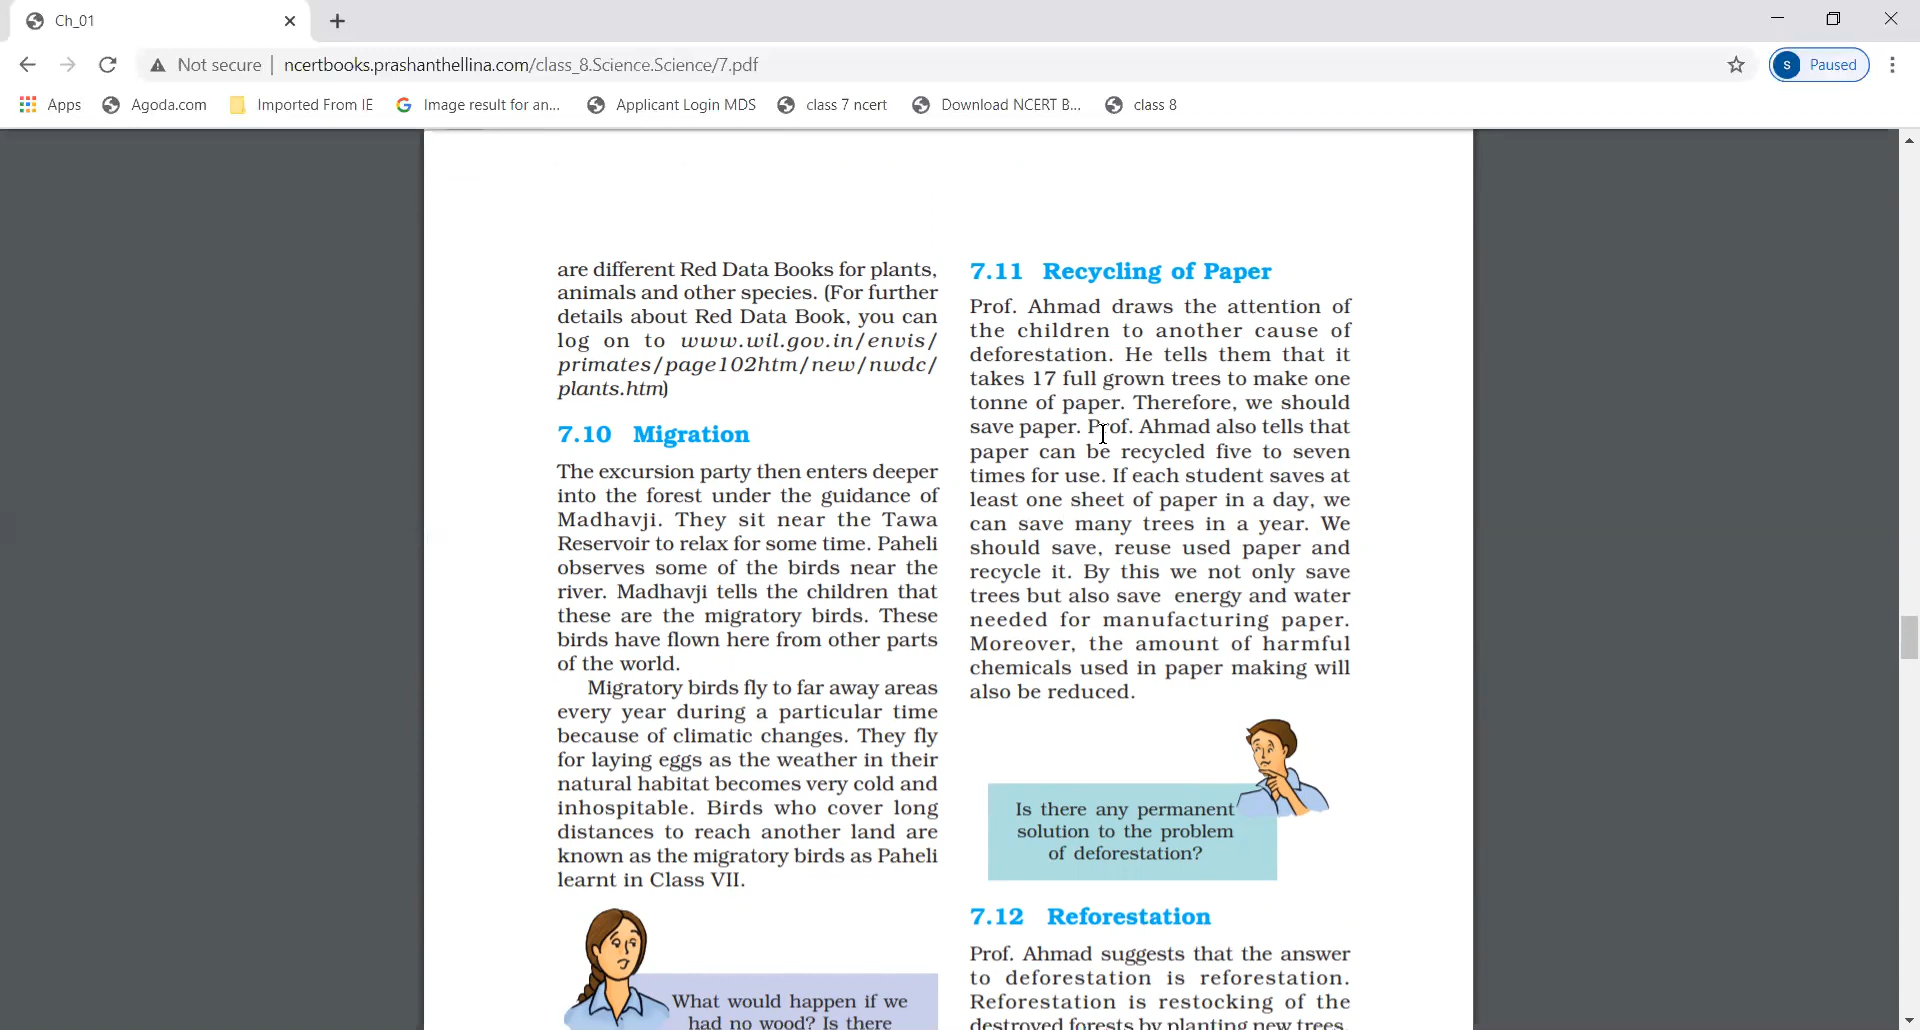 Ch_01
Not secure | ncertbooks.prashanthellina.com/class_8.Science.Science/7.pdf
S Paused
Apps Agoda.com Imported From IE Image result for an... Applicant Login MDS class 7 ncert Download NCERT B... class 8
are different Red Data Books for plants,
animals and other species. (For further
details about Red Data Book, you can
log on to www.wil.gov.in/envis/
primates/page102htm/new/nwdc/
plants.htm)
7.10 Migration
The excursion party then enters deeper
into the forest under the guidance of
Madhavji. They sit near the Tawa
Reservoir to relax for some time. Paheli
observes some of the birds near the
river. Madhavji tells the children that
these are the migratory birds. These
birds have flown here from other parts
of the world.
Migratory birds fly to far away areas
every year during a particular time
because of climatic changes. They fly
for laying eggs as the weather in their
natural habitat becomes very cold and
inhospitable. Birds who cover long
distances to reach another land are
known as the migratory birds as Paheli
learnt in Class VII.
What would happen if we
had no wood? Is there
7.11 Recycling of Paper
Prof. Ahmad draws the attention of
the children to another cause of
deforestation. He tells them that it
takes 17 full grown trees to make one
tonne of paper. Therefore, we should
save paper. Prof. Ahmad also tells that
paper can be recycled five to seven
times for use. If each student saves at
least one sheet of paper in a day, we
can save many trees in a year. We
should save, reuse used paper and
recycle it. By this we not only save
trees but also save energy and water
needed for manufacturing paper.
Moreover, the amount of harmful
chemicals used in paper making will
also be reduced.
Is there any permanent
solution to the problem
of deforestation?
7.12 Reforestation
Prof. Ahmad suggests that the answer
to deforestation is reforestation.
Reforestation is restocking of the
destroyed forests by planting new trees.